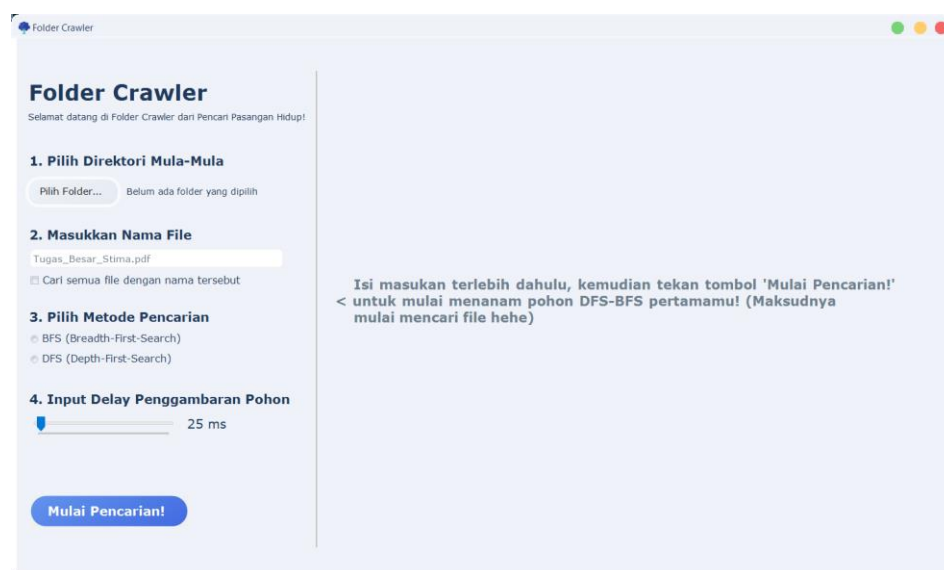 Folder Crawler
Folder Crawler
Selamat datang di Folder Crawler dari Pencari Pasangan Hidup!
1. Pilih Direktori Mula-Mula
Pilih Folder...
Belum ada folder yang dipilih
2. Masukkan Nama File
Tugas_Besar_Stima.pdf
Cari semua file dengan nama tersebut
3. Pilih Metode Pencarian
BFS (Breadth-First-Search)
DFS (Depth-First-Search)
4. Input Delay Penggambaran Pohon
25 ms
Mulai Pencarian!
Isi masukan terlebih dahulu, kemudian tekan tombol 'Mulai Pencarian!'
< untuk mulai menanam pohon DFS-BFS pertamamu! (Maksudnya
mulai mencari file hehe)